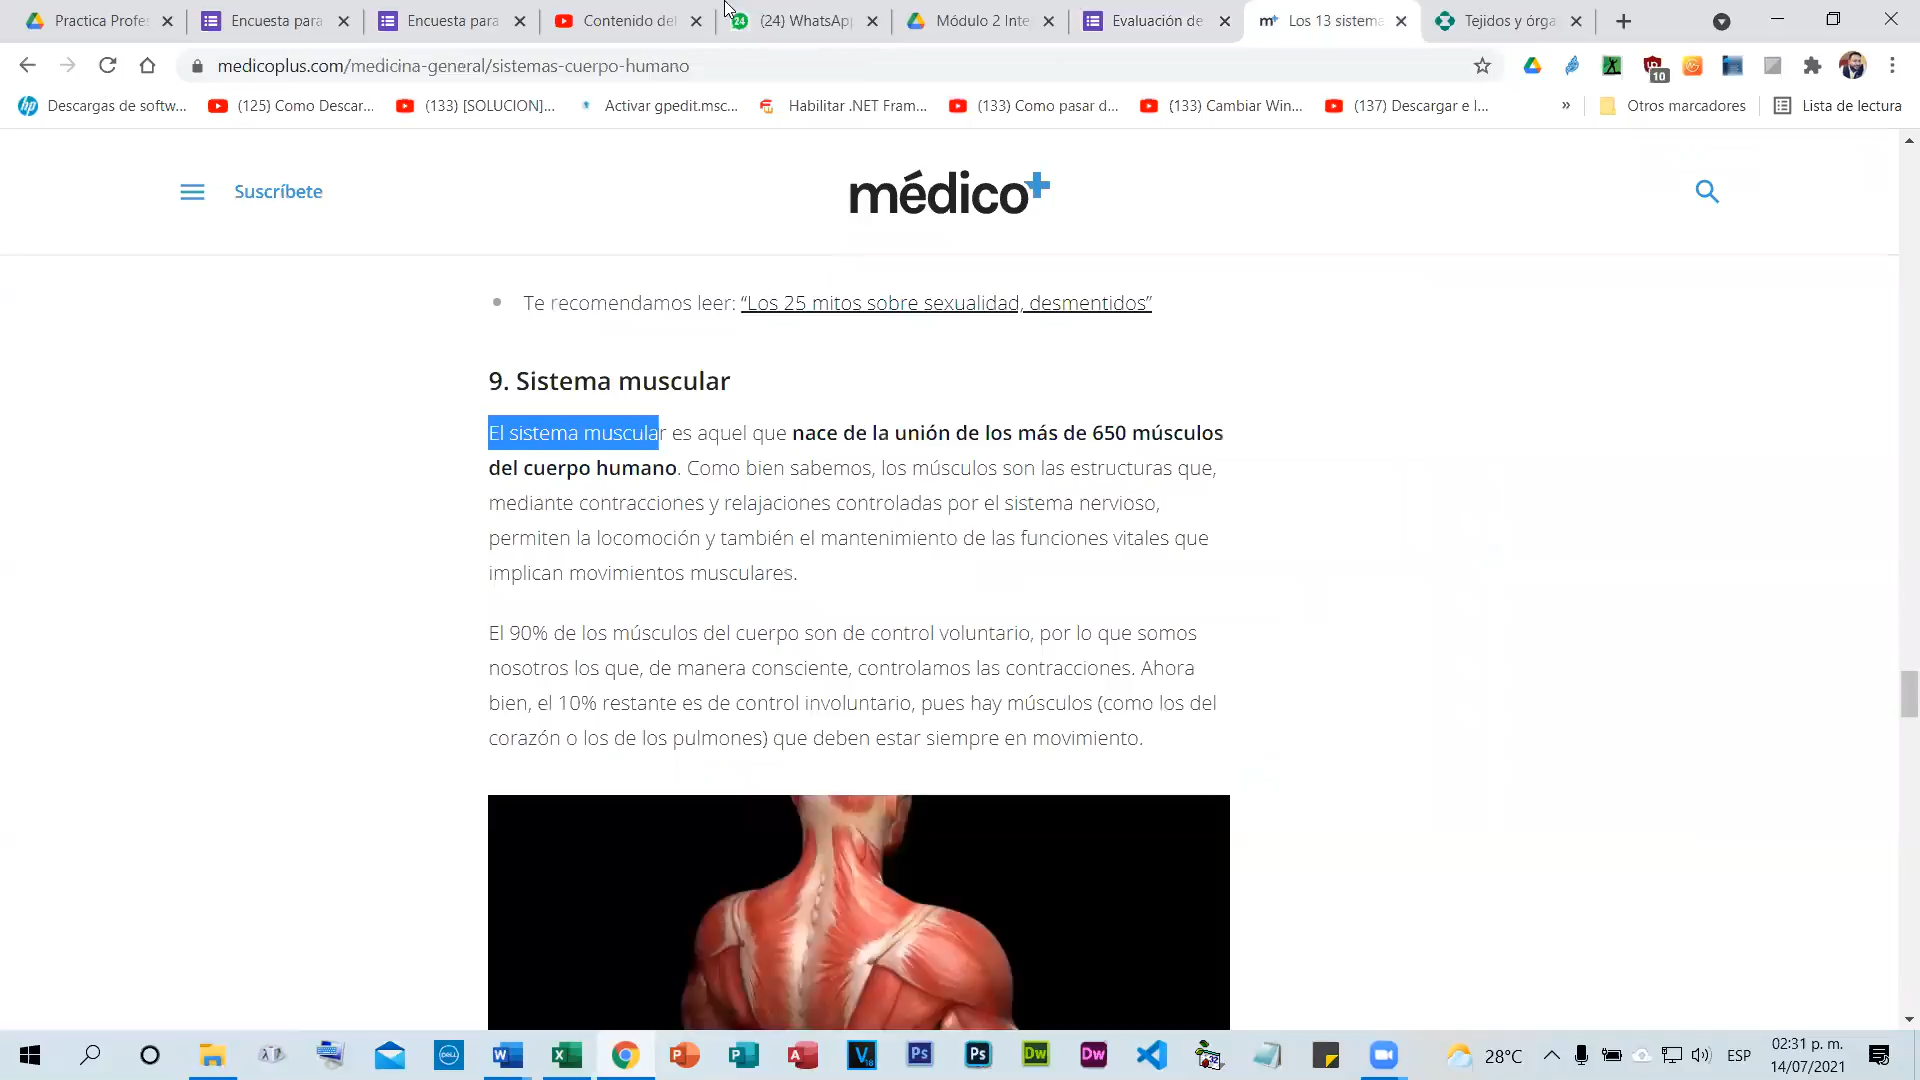 Practica Profes
Encuesta para
Encuesta para
Contenido del
(24) WhatsApp
Módulo 2 Inte
Evaluación de
Los 13 sistema
Tejidos y órga
medicoplus.com/medicina-general/sistemas-cuerpo-humano
10
Descargas de softw...
(125) Como Descar...
(133) [SOLUCION]...
Activar gpedit.msc...
Habilitar .NET Fram...
(133) Como pasar d...
(133) Cambiar Win...
(137) Descargar e I...
»
Otros marcadores
Lista de lectura
Suscríbete
médico+
Te recomendamos leer: “Los 25 mitos sobre sexualidad, desmentidos”
9. Sistema muscular
El sistema muscular es aquel que nace de la unión de los más de 650 músculos
del cuerpo humano. Como bien sabemos, los músculos son las estructuras que,
mediante contracciones y relajaciones controladas por el sistema nervioso,
permiten la locomoción y también el mantenimiento de las funciones vitales que
implican movimientos musculares.
El 90% de los músculos del cuerpo son de control voluntario, por lo que somos
nosotros los que, de manera consciente, controlamos las contracciones. Ahora
bien, el 10% restante es de control involuntario, pues hay músculos (como los del
corazón o los de los pulmones) que deben estar siempre en movimiento.
28°C
ESP
02:31 p. m.
14/07/2021